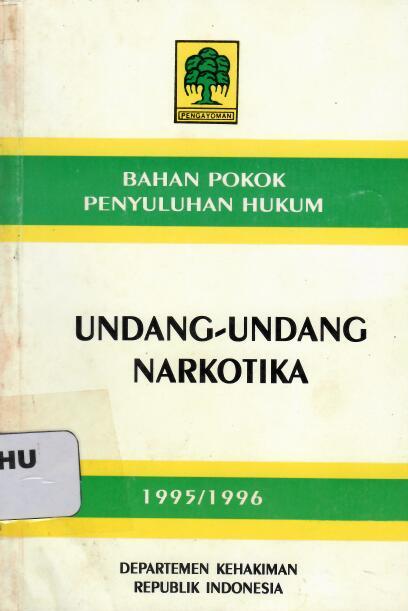 PENGAYOMAN
BAHAN POKOK
PENYULUHAN HUKUM
UNDANG-UNDANG
NARKOTIKA
HU
1995/1996
DEPARTEMEN KEHAKIMAN
REPUBLIK INDONESIA